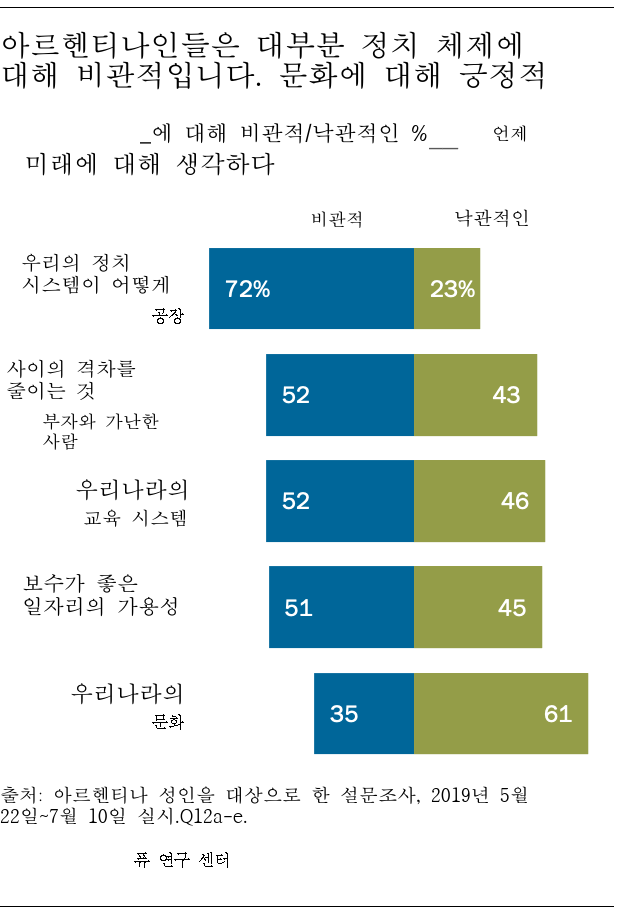 아르헨티나인들은 대부분 정치 체제에
대해 비관적입니다. 문화에 대해 긍정적
_에 대해 비관적/낙관적인 %__ 언제
미래에 대해 생각하다
비관적 낙관적인
우리의 정치
시스템이 어떻게
공장
72% 23%
사이의 격차를
줄이는 것
부자와 가난한
사람
52 43
우리나라의
교육 시스템
52 46
보수가 좋은
일자리의 가용성
51 45
우리나라의
문화
35 61
출처: 아르헨티나 성인을 대상으로 한 설문조사, 2019년 5월
22일~7월 10일 실시.Q12a-e.
퓨 연구 센터